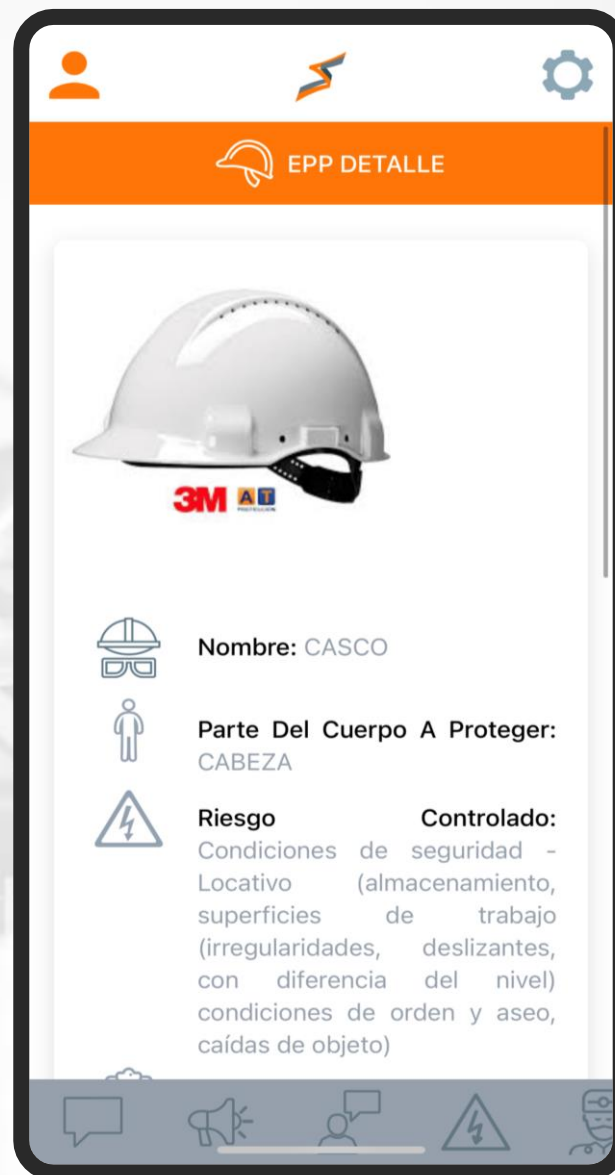 EPP DETALLE
3M AT
PROTECCIÓN
Nombre: CASCO
Parte Del Cuerpo A Proteger:
CABEZA
Riesgo Controlado:
Condiciones de seguridad -
Locativo (almacenamiento,
superficies de trabajo
(irregularidades, deslizantes,
con diferencia del nivel)
condiciones de orden y aseo,
caídas de objeto)